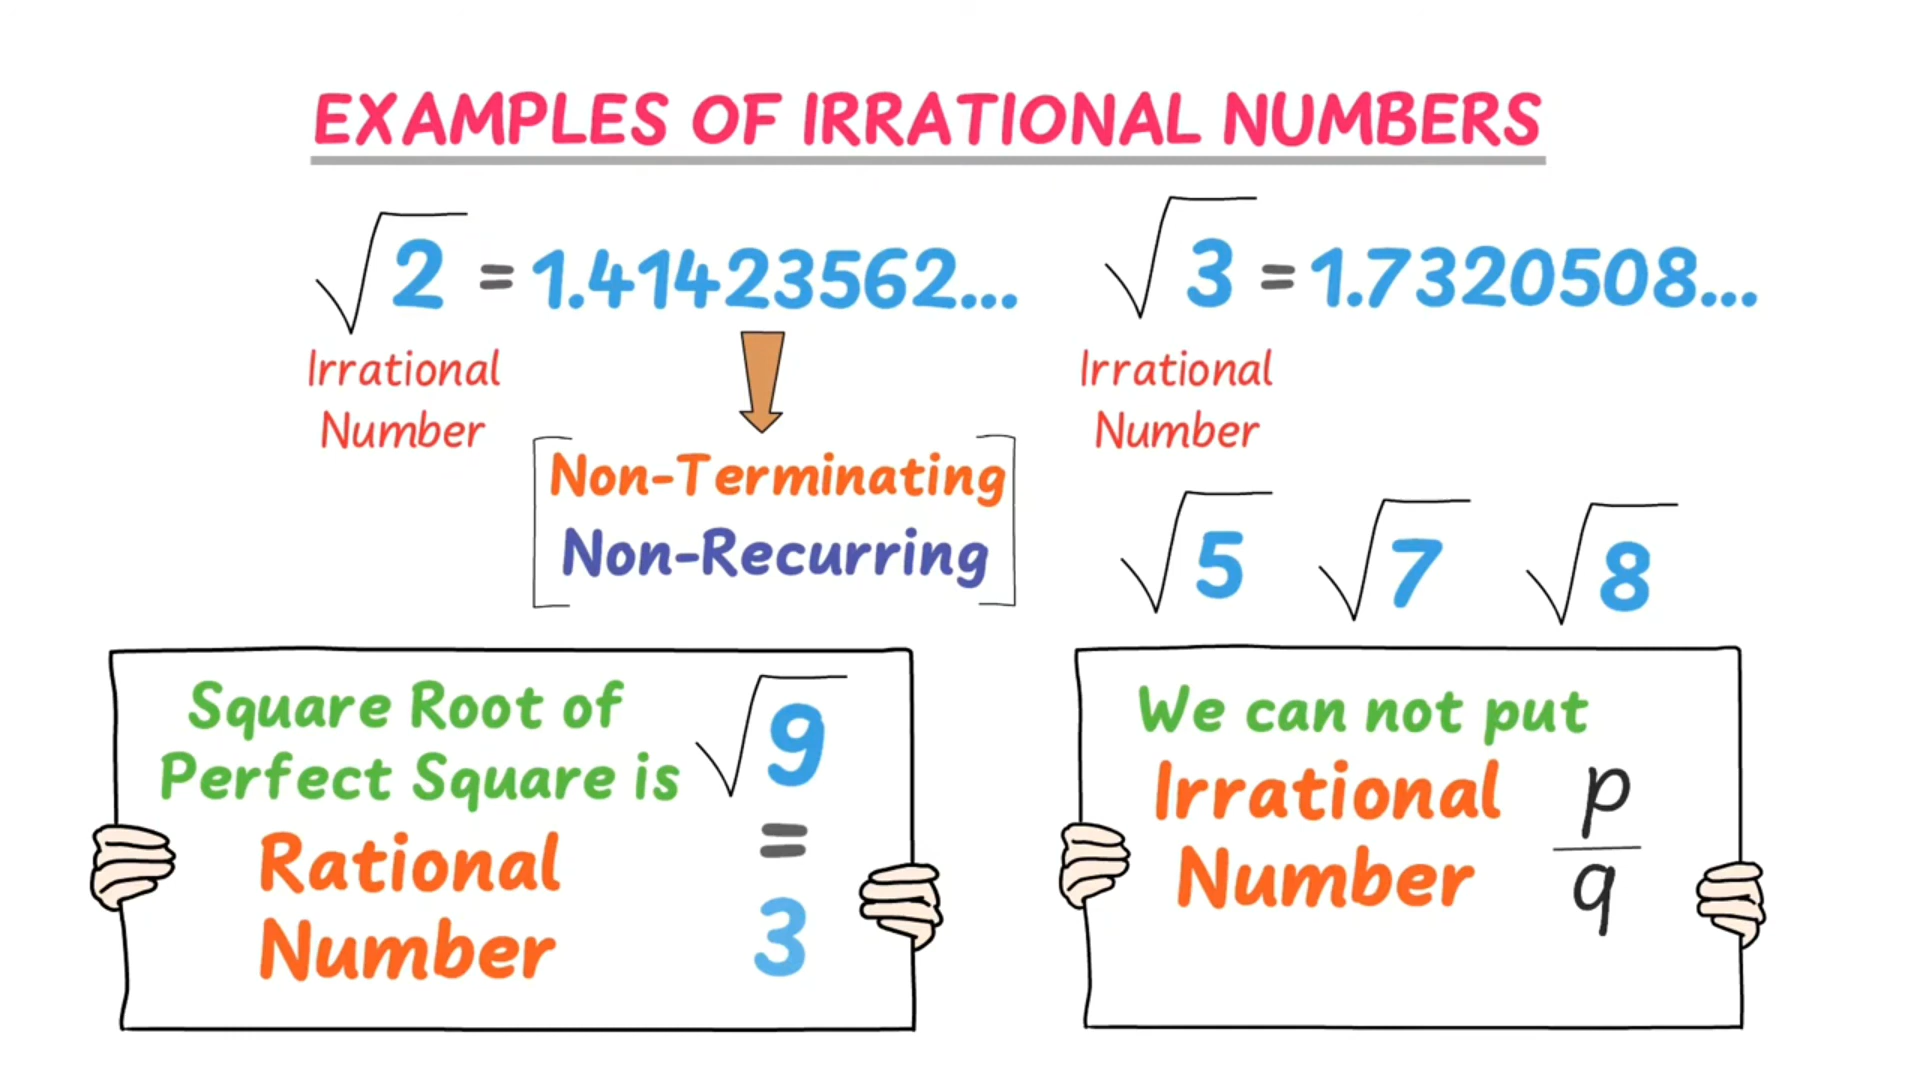 EXAMPLES OF IRRATIONAL NUMBERS
√2 = 1.41423562...
Irrational
Number
Non-Terminating
Non-Recurring
√3 = 1.7320508...
Irrational
Number
√5 √7 √8
Square Root of
Perfect Square is
Rational
Number
√9
=
3
We can not put
Irrational
Number
p
q